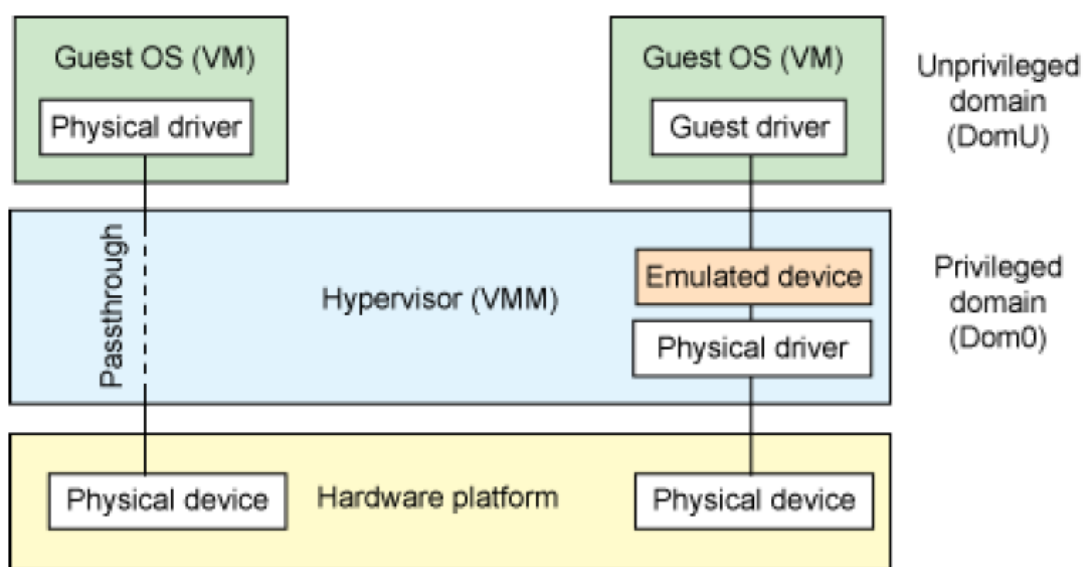 Guest OS (VM)
Physical driver
Guest OS (VM)
Guest driver
Unprivileged
domain
(DomU)
Passthrough
Hypervisor (VMM)
Emulated device
Physical driver
Privileged
domain
(Dom0)
Physical device
Hardware platform
Physical device